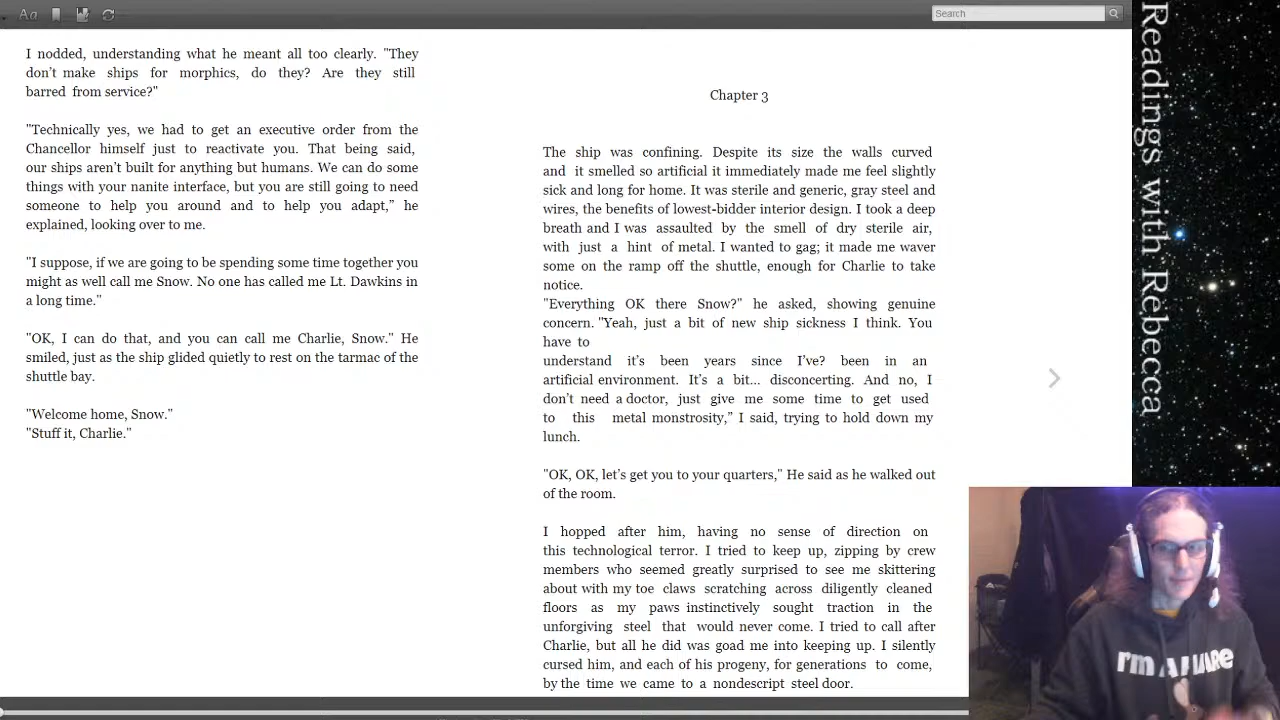 Aa
Search
I nodded, understanding what he meant all too clearly. "They
don't make ships for morphics, do they? Are they still
barred from service?"
"Technically yes, we had to get an executive order from the
Chancellor himself just to reactivate you. That being said,
our ships aren't built for anything but humans. We can do some
things with your nanite interface, but you are still going to need
someone to help you around and to help you adapt,” he
explained, looking over to me.
"I suppose, if we are going to be spending some time together you
might as well call me Snow. No one has called me Lt. Dawkins in
a long time."
"OK, I can do that, and you can call me Charlie, Snow." He
smiled, just as the ship glided quietly to rest on the tarmac of the
shuttle bay.
"Welcome home, Snow.”
"Stuff it, Charlie."
Chapter 3
The ship was confining. Despite its size the walls curved
and it smelled so artificial it immediately made me feel slightly
sick and long for home. It was sterile and generic, gray steel and
wires, the benefits of lowest-bidder interior design. I took a deep
breath and I was assaulted by the smell of dry sterile air,
with just a hint of metal. I wanted to gag; it made me waver
some on the ramp off the shuttle, enough for Charlie to take
notice.
"Everything OK there Snow?" he asked, showing genuine
concern. "Yeah, just a bit of new ship sickness I think. You
have to
understand it's been years since I've? been in an
artificial environment. It's a bit... disconcerting. And no, I
don't need a doctor, just give me some time to get used
to this metal monstrosity,” I said, trying to hold down my
lunch.
"OK, OK, let's get you to your quarters," He said as he walked out
of the room.
I hopped after him, having no sense of direction on
this technological terror. I tried to keep up, zipping by crew
members who seemed greatly surprised to see me skittering
about with my toe claws scratching across diligently cleaned
floors as my paws instinctively sought traction in the
unforgiving steel that would never come. I tried to call after
Charlie, but all he did was goad me into keeping up. I silently
cursed him, and each of his progeny, for generations to come,
by the time we came to a nondescript steel door.
Readings with Rebecca
I'm